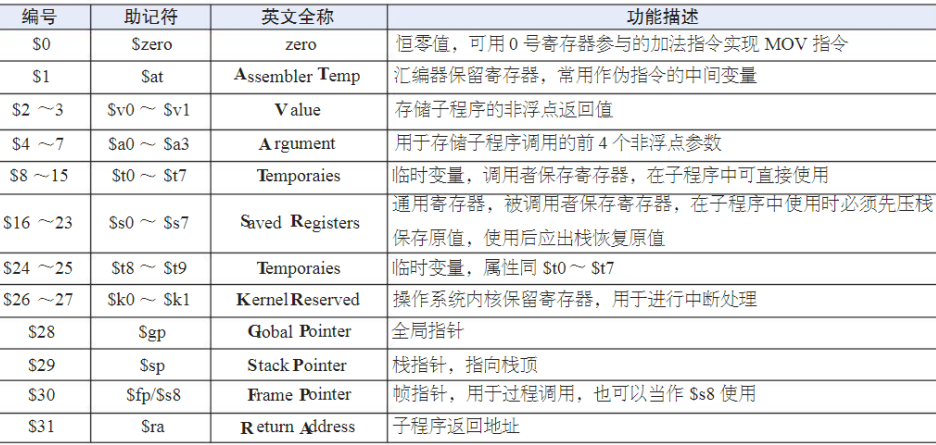 编号 助记符 英文全称 功能描述
$0 $zero zero 恒零值，可用 0 号寄存器参与的加法指令实现 MOV 指令
$1 $at Assembler Temp 汇编器保留寄存器，常用作伪指令的中间变量
$2 ～3 $v0 ～ $v1 Value 存储子程序的非浮点返回值
$4 ～7 $a0 ～ $a3 Argument 用于存储子程序调用的前 4 个非浮点参数
$8 ～15 $t0 ～ $t7 Temporaies 临时变量，调用者保存寄存器，在子程序中可直接使用
$16 ～23 $s0 ～ $s7 Saved Registers 通用寄存器，被调用者保存寄存器，在子程序中使用时必须先压栈
保存原值，使用后应出栈恢复原值
$24 ～25 $t8 ～ $t9 Temporaies 临时变量，属性同 $t0～ $t7
$26 ～27 $k0 ～ $k1 Kernel Reserved 操作系统内核保留寄存器，用于进行中断处理
$28 $gp Gobal Pointer 全局指针
$29 $sp Stack Pointer 栈指针，指向栈顶
$30 $fp/$s8 Frame Pointer 帧指针，用于过程调用，也可以当作 $s8 使用
$31 $ra Return Address 子程序返回地址